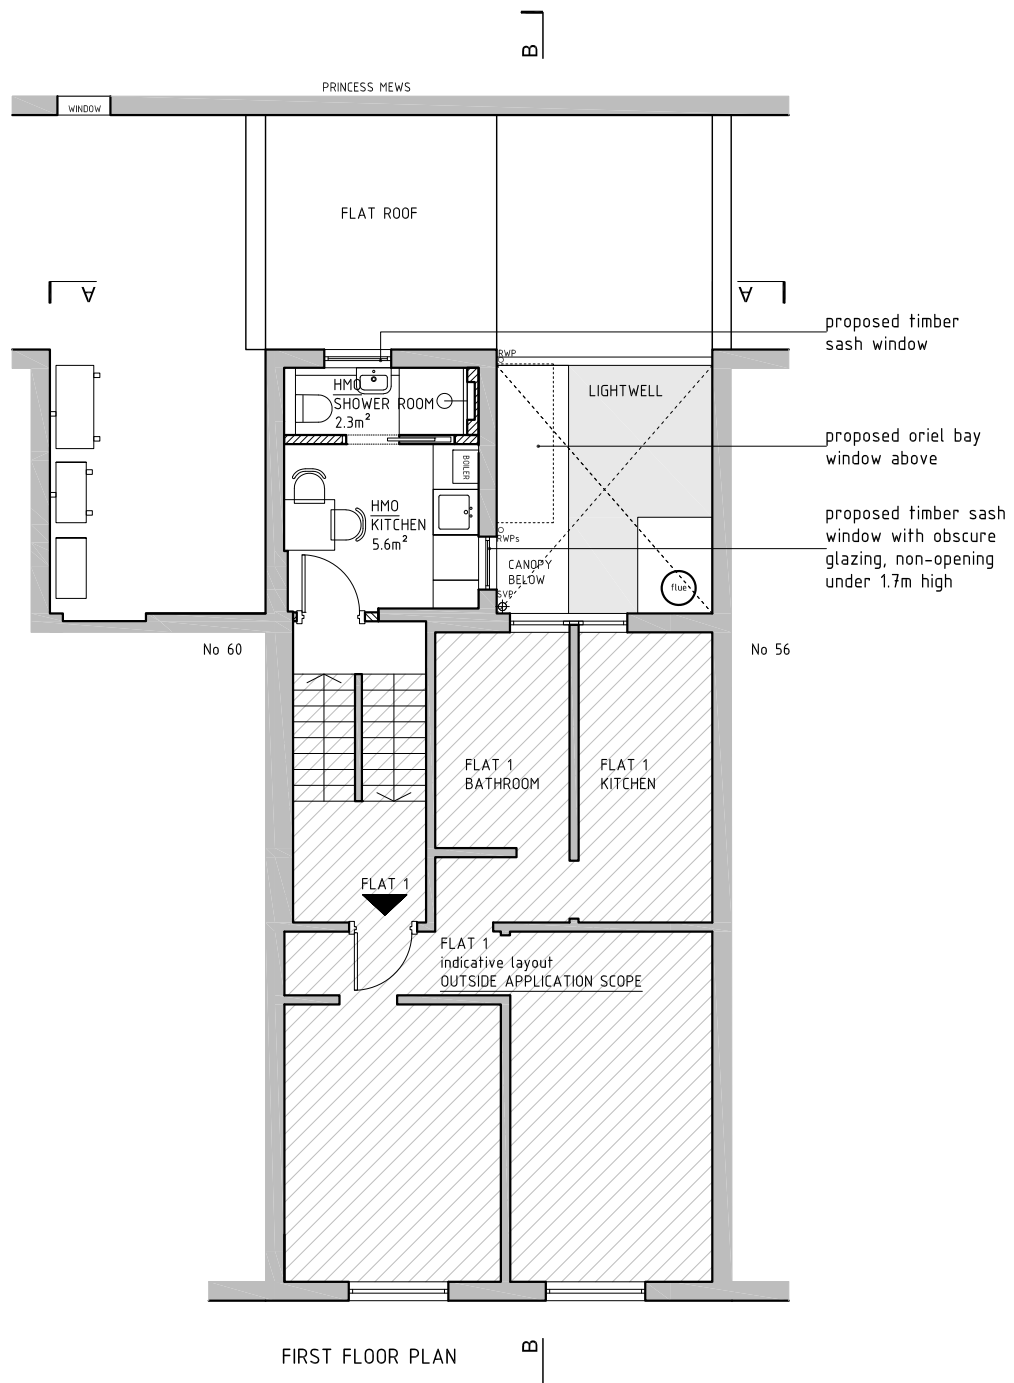 B
PRINCESS MEWS
WINDOW
FLAT ROOF
A
A
proposed timber
sash window
RWP
LIGHTWELL
HMO
SHOWER ROOM
2.3m²
proposed oriel bay
window above
BOILER
HMO
KITCHEN
5.6m²
proposed timber sash
window with obscure
glazing, non-opening
under 1.7m high
RWPs
CANOPY
BELOW
SVP
flue
No 60
No 56
FLAT 1
BATHROOM
FLAT 1
KITCHEN
FLAT 1
FLAT 1
indicative layout
OUTSIDE APPLICATION SCOPE
FIRST FLOOR PLAN
B